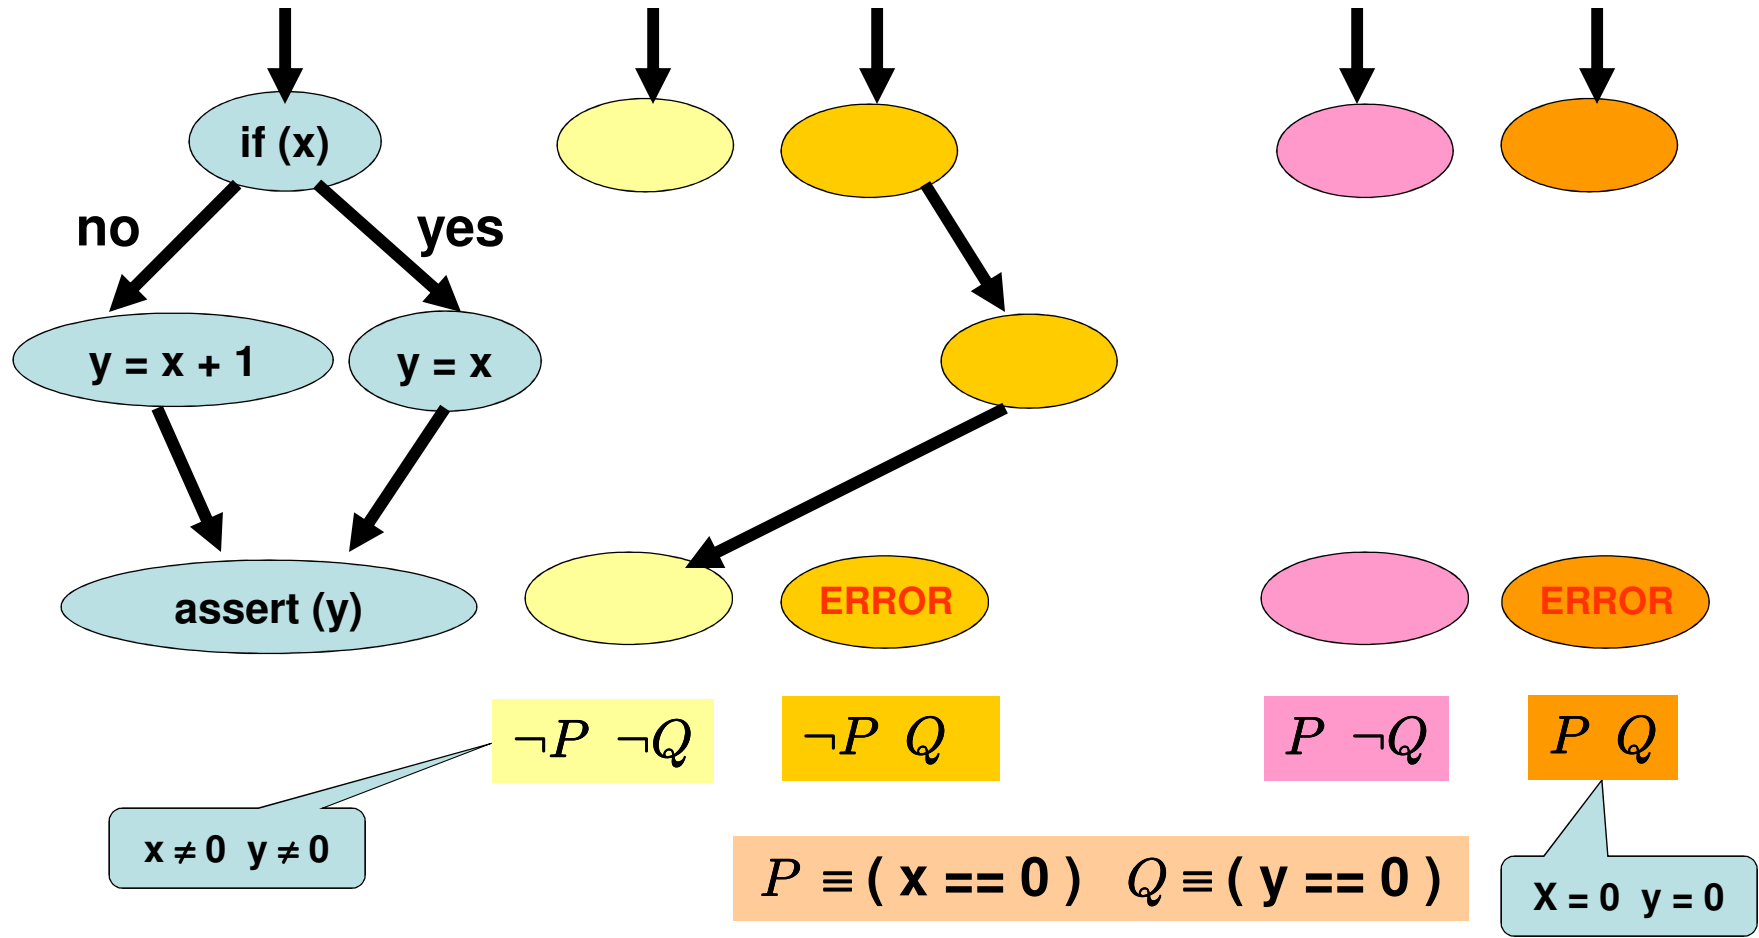 if (x)
no
yes
y = x + 1
y = x
assert (y)
ERROR
ERROR
¬P ¬Q
¬P Q
P ¬Q
P Q
x ≠ 0 y ≠ 0
P ≡ ( x == 0 ) Q ≡ ( y == 0 )
X = 0 y = 0